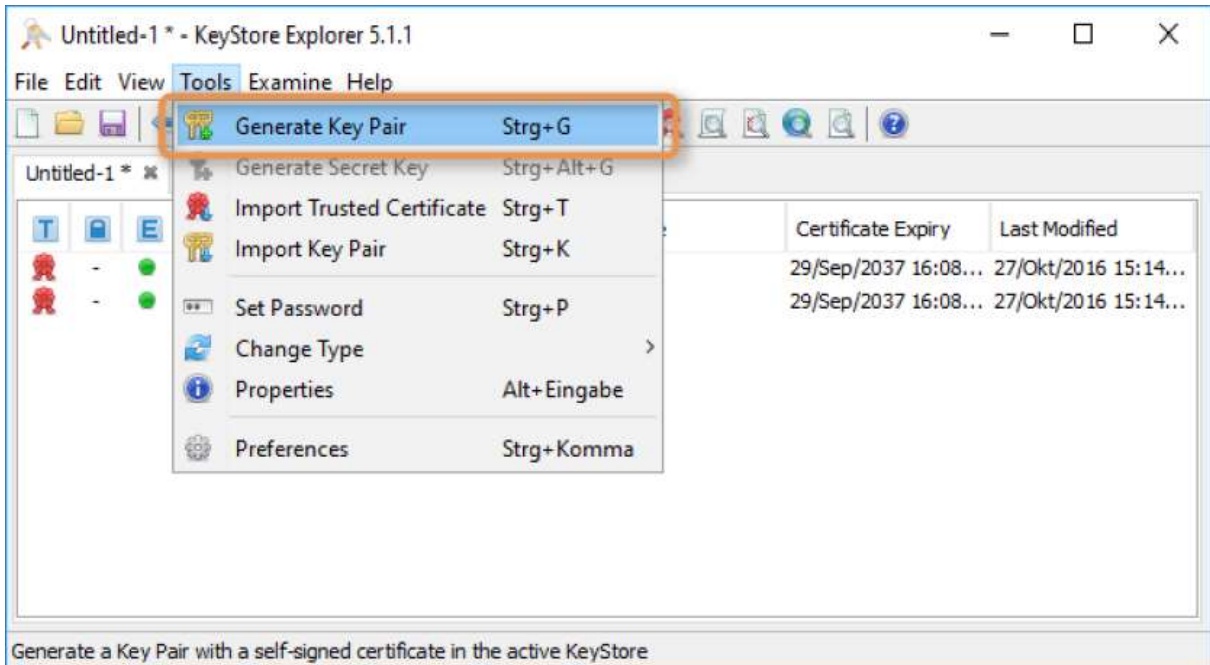 Untitled-1 * - KeyStore Explorer 5.1.1
File Edit View Tools Examine Help
Generate Key Pair Strg+G
Untitled-1 *
Generate Secret Key Strg+Alt+G
Import Trusted Certificate Strg+T
T E Certificate Expiry Last Modified
Import Key Pair Strg+K
29/Sep/2037 16:08... 27/Okt/2016 15:14...
29/Sep/2037 16:08... 27/Okt/2016 15:14...
Set Password Strg+P
Change Type
Properties Alt+Eingabe
Preferences Strg+Komma
Generate a Key Pair with a self-signed certificate in the active KeyStore